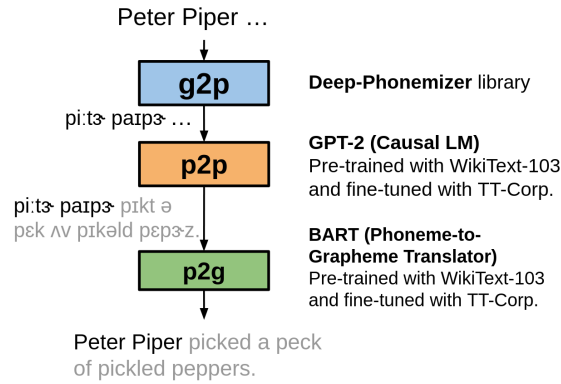 Peter Piper …
g2p
Deep-Phonemizer library
piːtɚ paɪpɚ …
p2p
GPT-2 (Causal LM)
Pre-trained with WikiText-103
and fine-tuned with TT-Corp.
piːtɚ paɪpɚ pɪkt ə
pɛk ʌv pɪkəld pɛpɚz.
p2g
BART (Phoneme-to-
Grapheme Translator)
Pre-trained with WikiText-103
and fine-tuned with TT-Corp.
Peter Piper picked a peck
of pickled peppers.